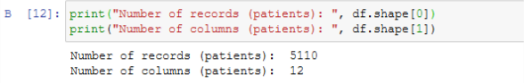 B [12]: print("Number of records (patients): ", df.shape[0])
print("Number of columns (patients): ", df.shape[1])
Number of records (patients):  5110
Number of columns (patients):  12